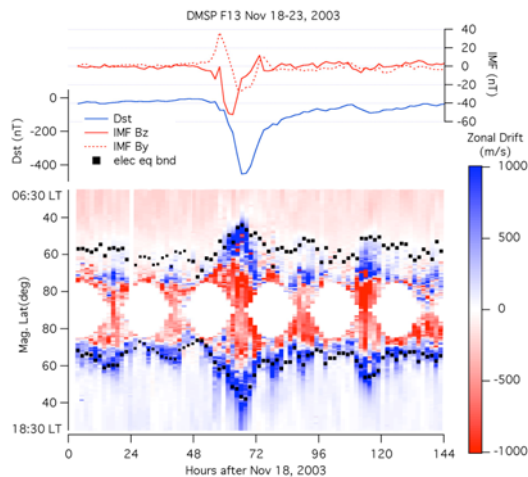 DMSP F13 Nov 18-23, 2003
40
20
0
-20
-40
-60
IMF (nT)
0
-200
-400
Dst (nT)
Dst
IMF Bz
IMF By
elec eq bnd
Zonal Drift
(m/s)
1000
500
0
-500
-1000
06:30 LT
40
60
80
80
60
40
18:30 LT
Mag. Lat(deg)
0
24
48
72
96
120
144
Hours after Nov 18, 2003